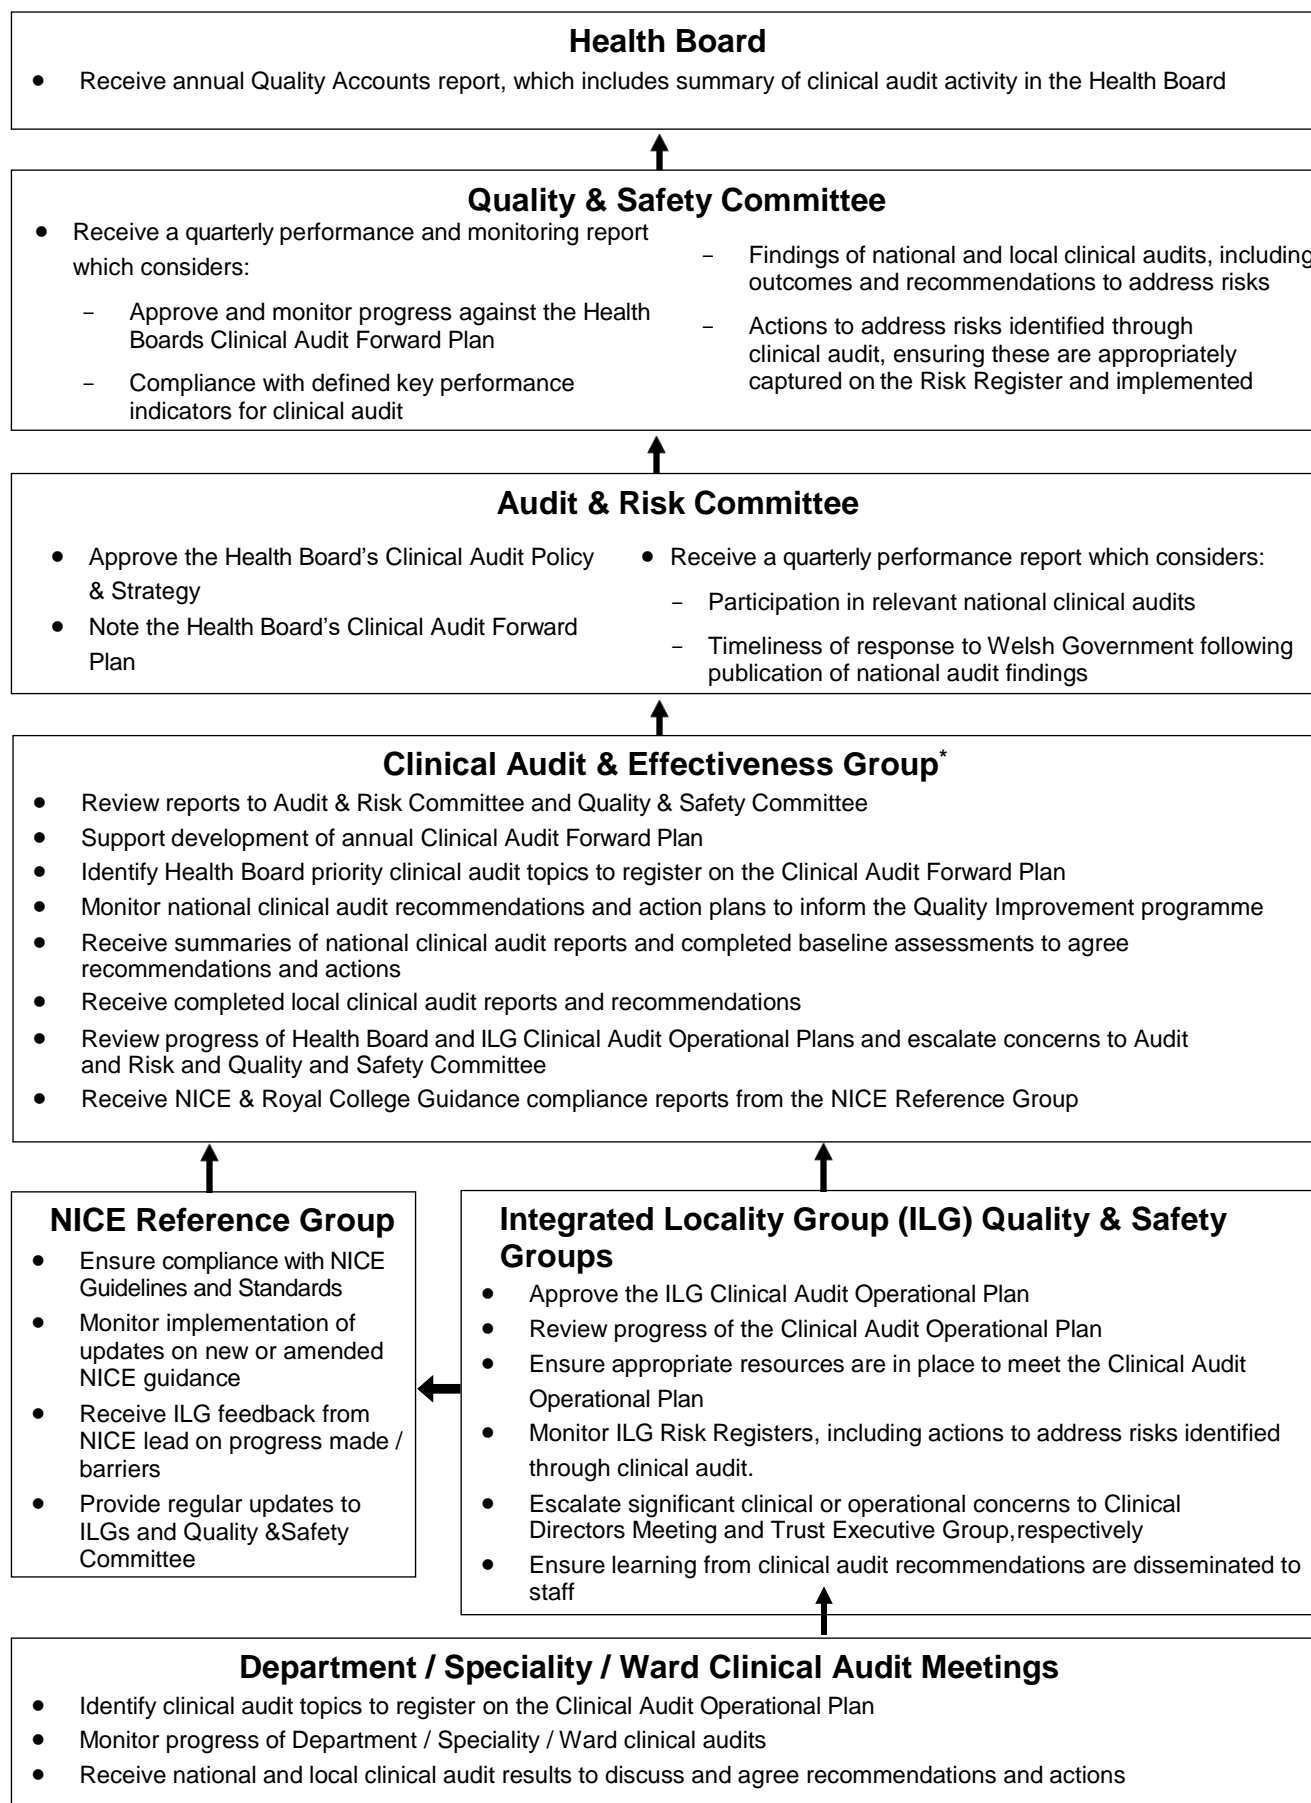 Health Board
● Receive annual Quality Accounts report, which includes summary of clinical audit activity in the Health Board
Quality & Safety Committee
● Receive a quarterly performance and monitoring report
which considers:
– Approve and monitor progress against the Health
Boards Clinical Audit Forward Plan
– Compliance with defined key performance
indicators for clinical audit
– Findings of national and local clinical audits, including
outcomes and recommendations to address risks
– Actions to address risks identified through
clinical audit, ensuring these are appropriately
captured on the Risk Register and implemented
Audit & Risk Committee
● Approve the Health Board’s Clinical Audit Policy
& Strategy
● Note the Health Board’s Clinical Audit Forward
Plan
● Receive a quarterly performance report which considers:
– Participation in relevant national clinical audits
– Timeliness of response to Welsh Government following
publication of national audit findings
Clinical Audit & Effectiveness Group*
● Review reports to Audit & Risk Committee and Quality & Safety Committee
● Support development of annual Clinical Audit Forward Plan
● Identify Health Board priority clinical audit topics to register on the Clinical Audit Forward Plan
● Monitor national clinical audit recommendations and action plans to inform the Quality Improvement programme
● Receive summaries of national clinical audit reports and completed baseline assessments to agree
recommendations and actions
● Receive completed local clinical audit reports and recommendations
● Review progress of Health Board and ILG Clinical Audit Operational Plans and escalate concerns to Audit
and Risk and Quality and Safety Committee
● Receive NICE & Royal College Guidance compliance reports from the NICE Reference Group
NICE Reference Group
● Ensure compliance with NICE
Guidelines and Standards
● Monitor implementation of
updates on new or amended
NICE guidance
● Receive ILG feedback from
NICE lead on progress made /
barriers
● Provide regular updates to
ILGs and Quality &Safety
Committee
Integrated Locality Group (ILG) Quality & Safety
Groups
● Approve the ILG Clinical Audit Operational Plan
● Review progress of the Clinical Audit Operational Plan
● Ensure appropriate resources are in place to meet the Clinical Audit
Operational Plan
● Monitor ILG Risk Registers, including actions to address risks identified
through clinical audit.
● Escalate significant clinical or operational concerns to Clinical
Directors Meeting and Trust Executive Group,respectively
● Ensure learning from clinical audit recommendations are disseminated to
staff
Department / Speciality / Ward Clinical Audit Meetings
● Identify clinical audit topics to register on the Clinical Audit Operational Plan
● Monitor progress of Department / Speciality / Ward clinical audits
● Receive national and local clinical audit results to discuss and agree recommendations and actions